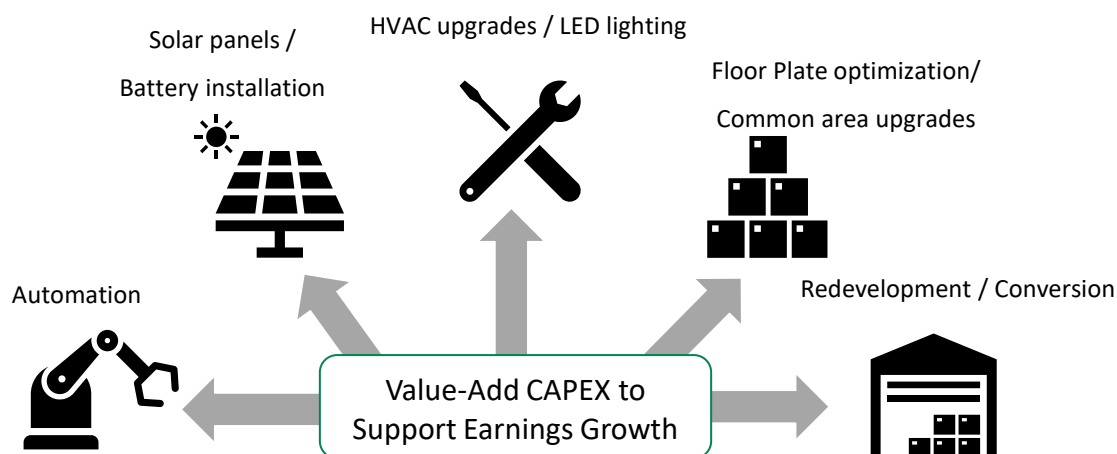 Solar panels /
Battery installation
HVAC upgrades / LED lighting
Floor Plate optimization/
Common area upgrades
Automation
Redevelopment / Conversion
Value-Add CAPEX to
Support Earnings Growth